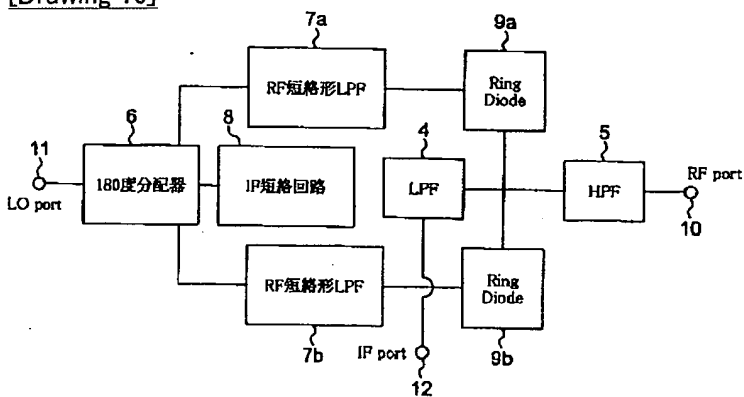 [Drawing 10]
7a
9a
RF短絡形LPF
Ring
Diode
6
8
4
5
11
180度分配器
IF短絡回路
LPF
HPF
RF port
LO port
10
RF短絡形LPF
Ring
Diode
7b
IF port
12
9b